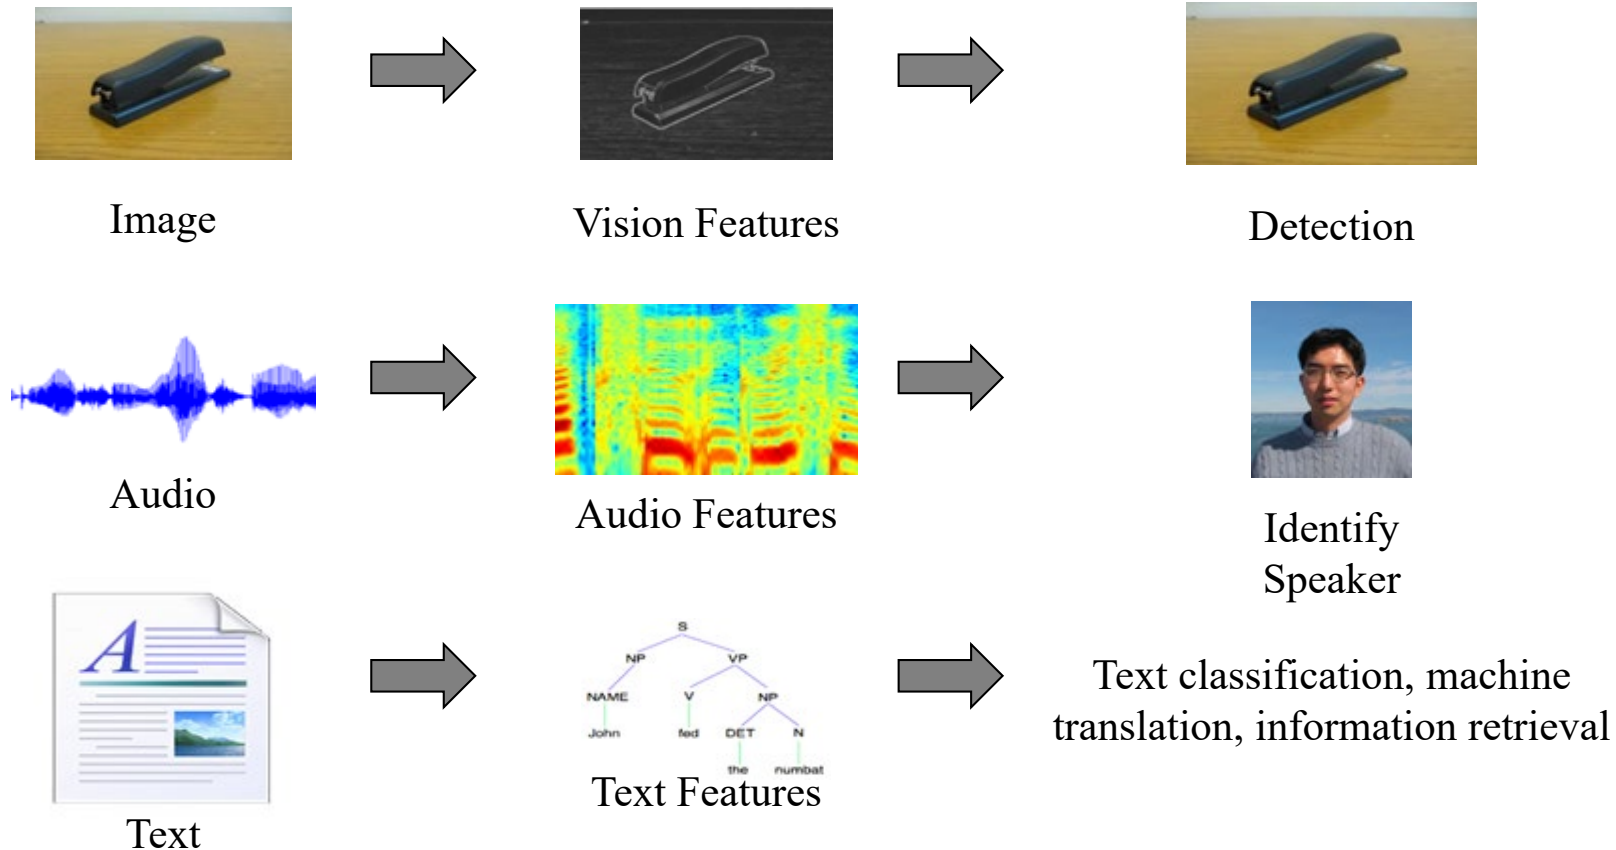 Image
Vision Features
Detection
Audio
Audio Features
Identify
Speaker
A
S
NP VP
NAME V NP
John fed DET N
the numbat
Text Features
Text classification, machine
translation, information retrieval
Text